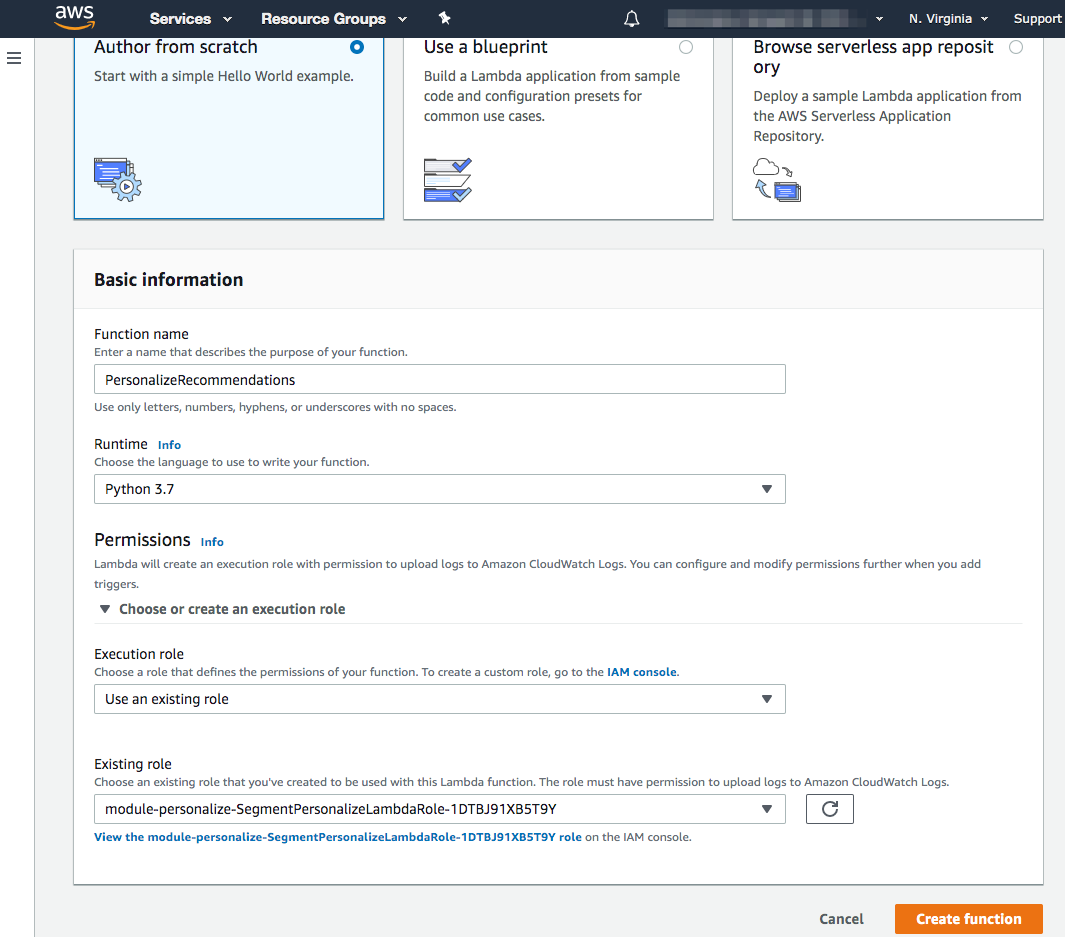 aws Services Resource Groups N. Virginia Support
Author from scratch
Start with a simple Hello World example.
Use a blueprint
Build a Lambda application from sample
code and configuration presets for
common use cases.
Browse serverless app reposit
ory
Deploy a sample Lambda application from
the AWS Serverless Application
Repository.
Basic information
Function name
Enter a name that describes the purpose of your function.
PersonalizeRecommendations
Use only letters, numbers, hyphens, or underscores with no spaces.
Runtime Info
Choose the language to use to write your function.
Python 3.7
Permissions Info
Lambda will create an execution role with permission to upload logs to Amazon CloudWatch Logs. You can configure and modify permissions further when you add
triggers.
Choose or create an execution role
Execution role
Choose a role that defines the permissions of your function. To create a custom role, go to the IAM console.
Use an existing role
Existing role
Choose an existing role that you've created to be used with this Lambda function. The role must have permission to upload logs to Amazon CloudWatch Logs.
module-personalize-SegmentPersonalizeLambdaRole-1DTBJ91XB5T9Y
View the module-personalize-SegmentPersonalizeLambdaRole-1DTBJ91XB5T9Y role on the IAM console.
Cancel Create function